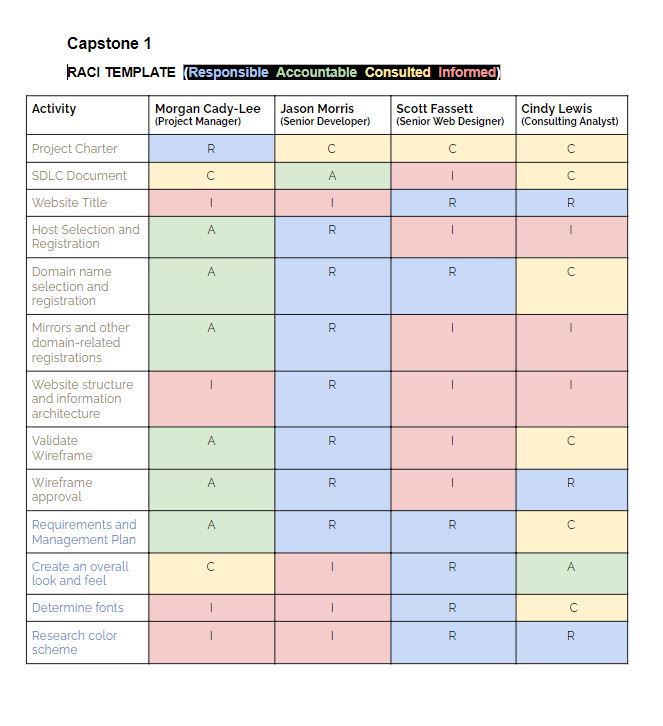 Capstone 1
RACI TEMPLATE (Responsible Accountable Consulted Informed)
Activity Morgan Cady-Lee Jason Morris Scott Fassett Cindy Lewis
(Project Manager) (Senior Developer) (Senior Web Designer) (Consulting Analyst)
Project Charter R C C C
SDLC Document C A I C
Website Title I I R R
Host Selection and A R I I
Registration
Domain name A R R C
selection and
registration
Mirrors and other A R I I
domain-related
registrations
Website structure I R I I
and information
architecture
Validate A R I C
Wireframe
Wireframe A R I R
approval
Requirements and A R R C
Management Plan
Create an overall C I R A
look and feel
Determine fonts I I R C
Research color I I R R
scheme